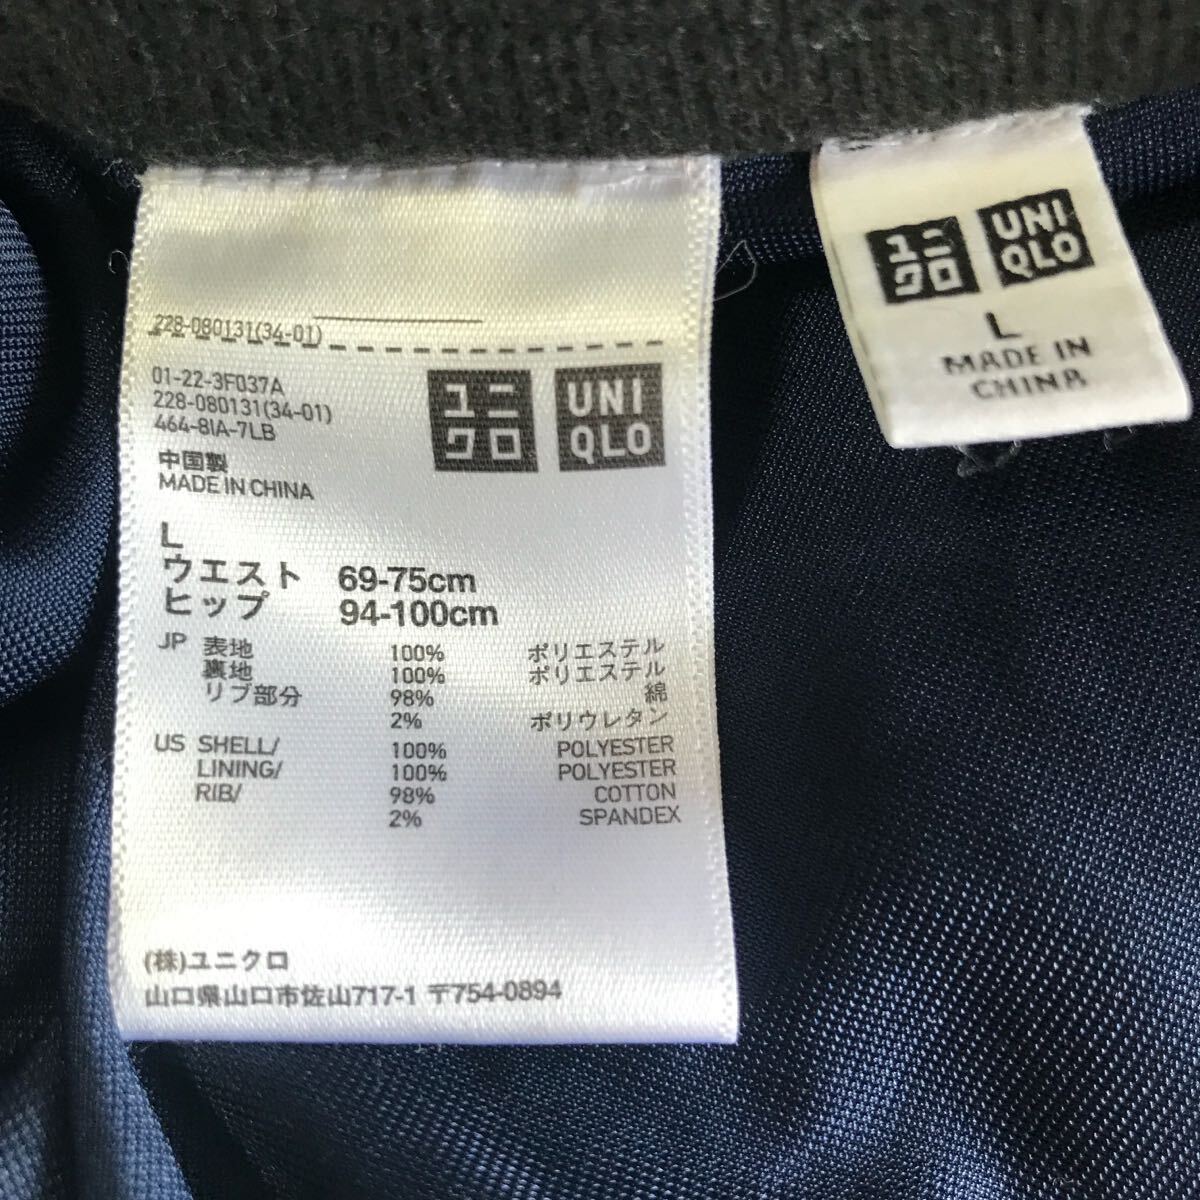 228-080131(34-01)
01-22-3F037A
228-080131(34-01)
464-8IA-7LB
ユニ
クロ
UNI
QLO
中国製
MADE IN CHINA
L
ウエスト 69-75cm
ヒップ 94-100cm
JP 表地 100% ポリエステル
裏地 100% ポリエステル
リブ部分 98% 綿
2% ポリウレタン
US SHELL/ 100% POLYESTER
LINING/ 100% POLYESTER
RIB/ 98% COTTON
2% SPANDEX
(株)ユニクロ
山口県山口市佐山717-1 〒754-0894
ユニ
クロ
UNI
QLO
L
MADE IN
CHINA